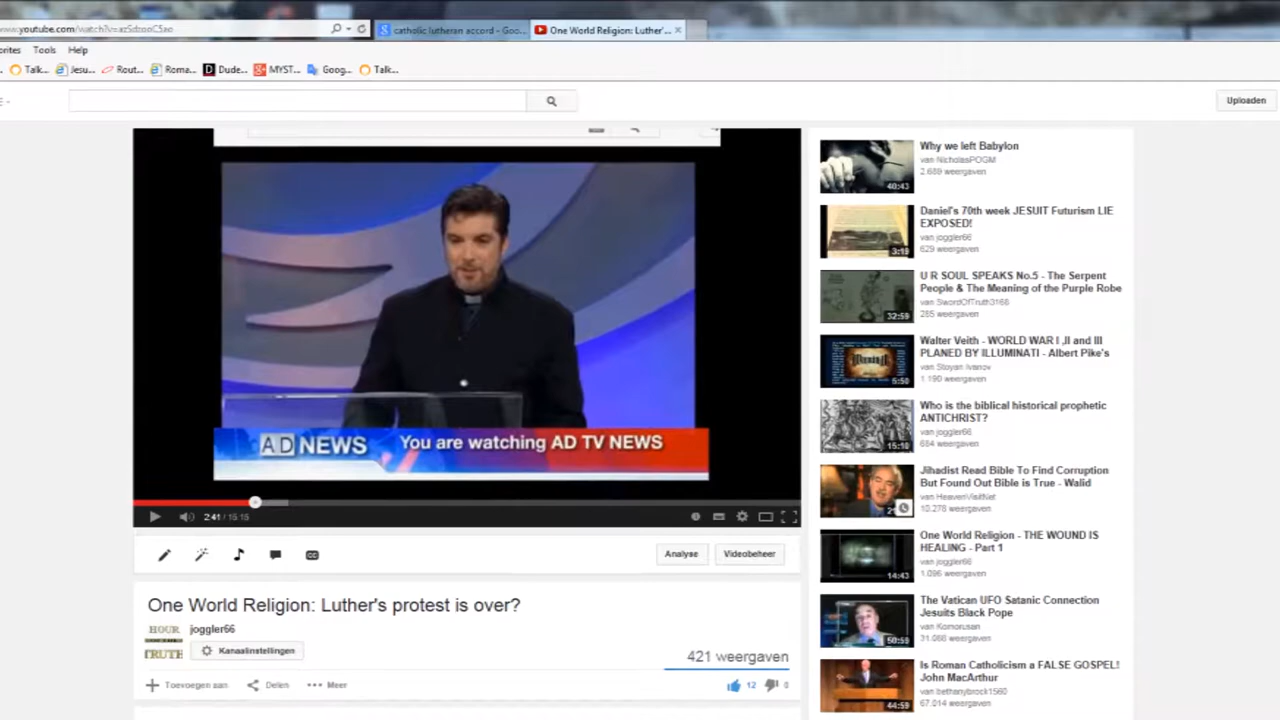 www.youtube.com/watch?v=
catholic lutheran accord - Goo...
One World Religion: Luther'...
orites Tools Help
Talk... Jesu... Rout... Roma... Dude... MYST... Goog... Talk...
Uploaden
D NEWS
You are watching AD TV NEWS
2:41 / 15:15
Analyse
Videobeheer
One World Religion: Luther's protest is over?
HOUR
TRUTH
joggler66
Kanaalinstellingen
421 weergaven
Toevoegen aan
Delen
Meer
12
0
Why we left Babylon
van NicholasPOGM
2.689 weergaven
40:43
Daniel's 70th week JESUIT Futurism LIE
EXPOSED!
van joggler66
629 weergaven
3:19
U R SOUL SPEAKS No.5 - The Serpent
People & The Meaning of the Purple Robe
van SwordOfTruth3168
285 weergaven
32:59
Walter Veith - WORLD WAR I ,II and III
PLANED BY ILLUMINATI - Albert Pike's
van Stoyan Ivanov
1.190 weergaven
5:50
Who is the biblical historical prophetic
ANTICHRIST?
van joggler66
684 weergaven
15:10
Jihadist Read Bible To Find Corruption
But Found Out Bible is True - Walid
van HeavenVisitNet
10.278 weergaven
One World Religion - THE WOUND IS
HEALING - Part 1
van joggler66
1.096 weergaven
14:43
The Vatican UFO Satanic Connection
Jesuits Black Pope
van Komorusan
31.088 weergaven
50:59
Is Roman Catholicism a FALSE GOSPEL!
John MacArthur
van bethanybrock1560
67.014 weergaven
44:59